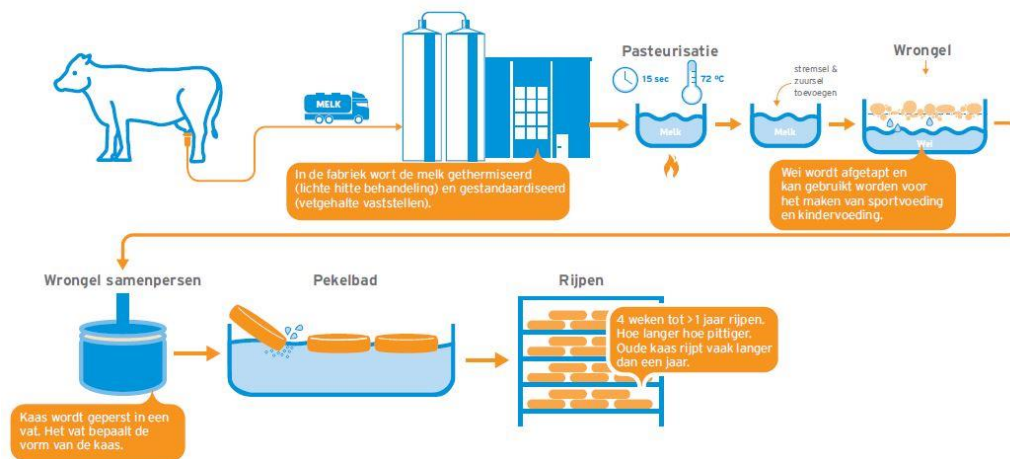 Pasteurisatie
Wrongel
15 sec
72 ºC
stremsel &
zuursel
toevoegen
MELK
Melk
Melk
Wei
In de fabriek wort de melk gethermiseerd
(lichte hitte behandeling) en gestandaardiseerd
(vetgehalte vaststellen).
Wei wordt afgetapt en
kan gebruikt worden voor
het maken van sportvoeding
en kindervoeding.
Wrongel samenpersen
Pekelbad
Rijpen
4 weken tot >1 jaar rijpen.
Hoe langer hoe pittiger.
Oude kaas rijpt vaak langer
dan een jaar.
Kaas wordt geperst in een
vat. Het vat bepaalt de
vorm van de kaas.